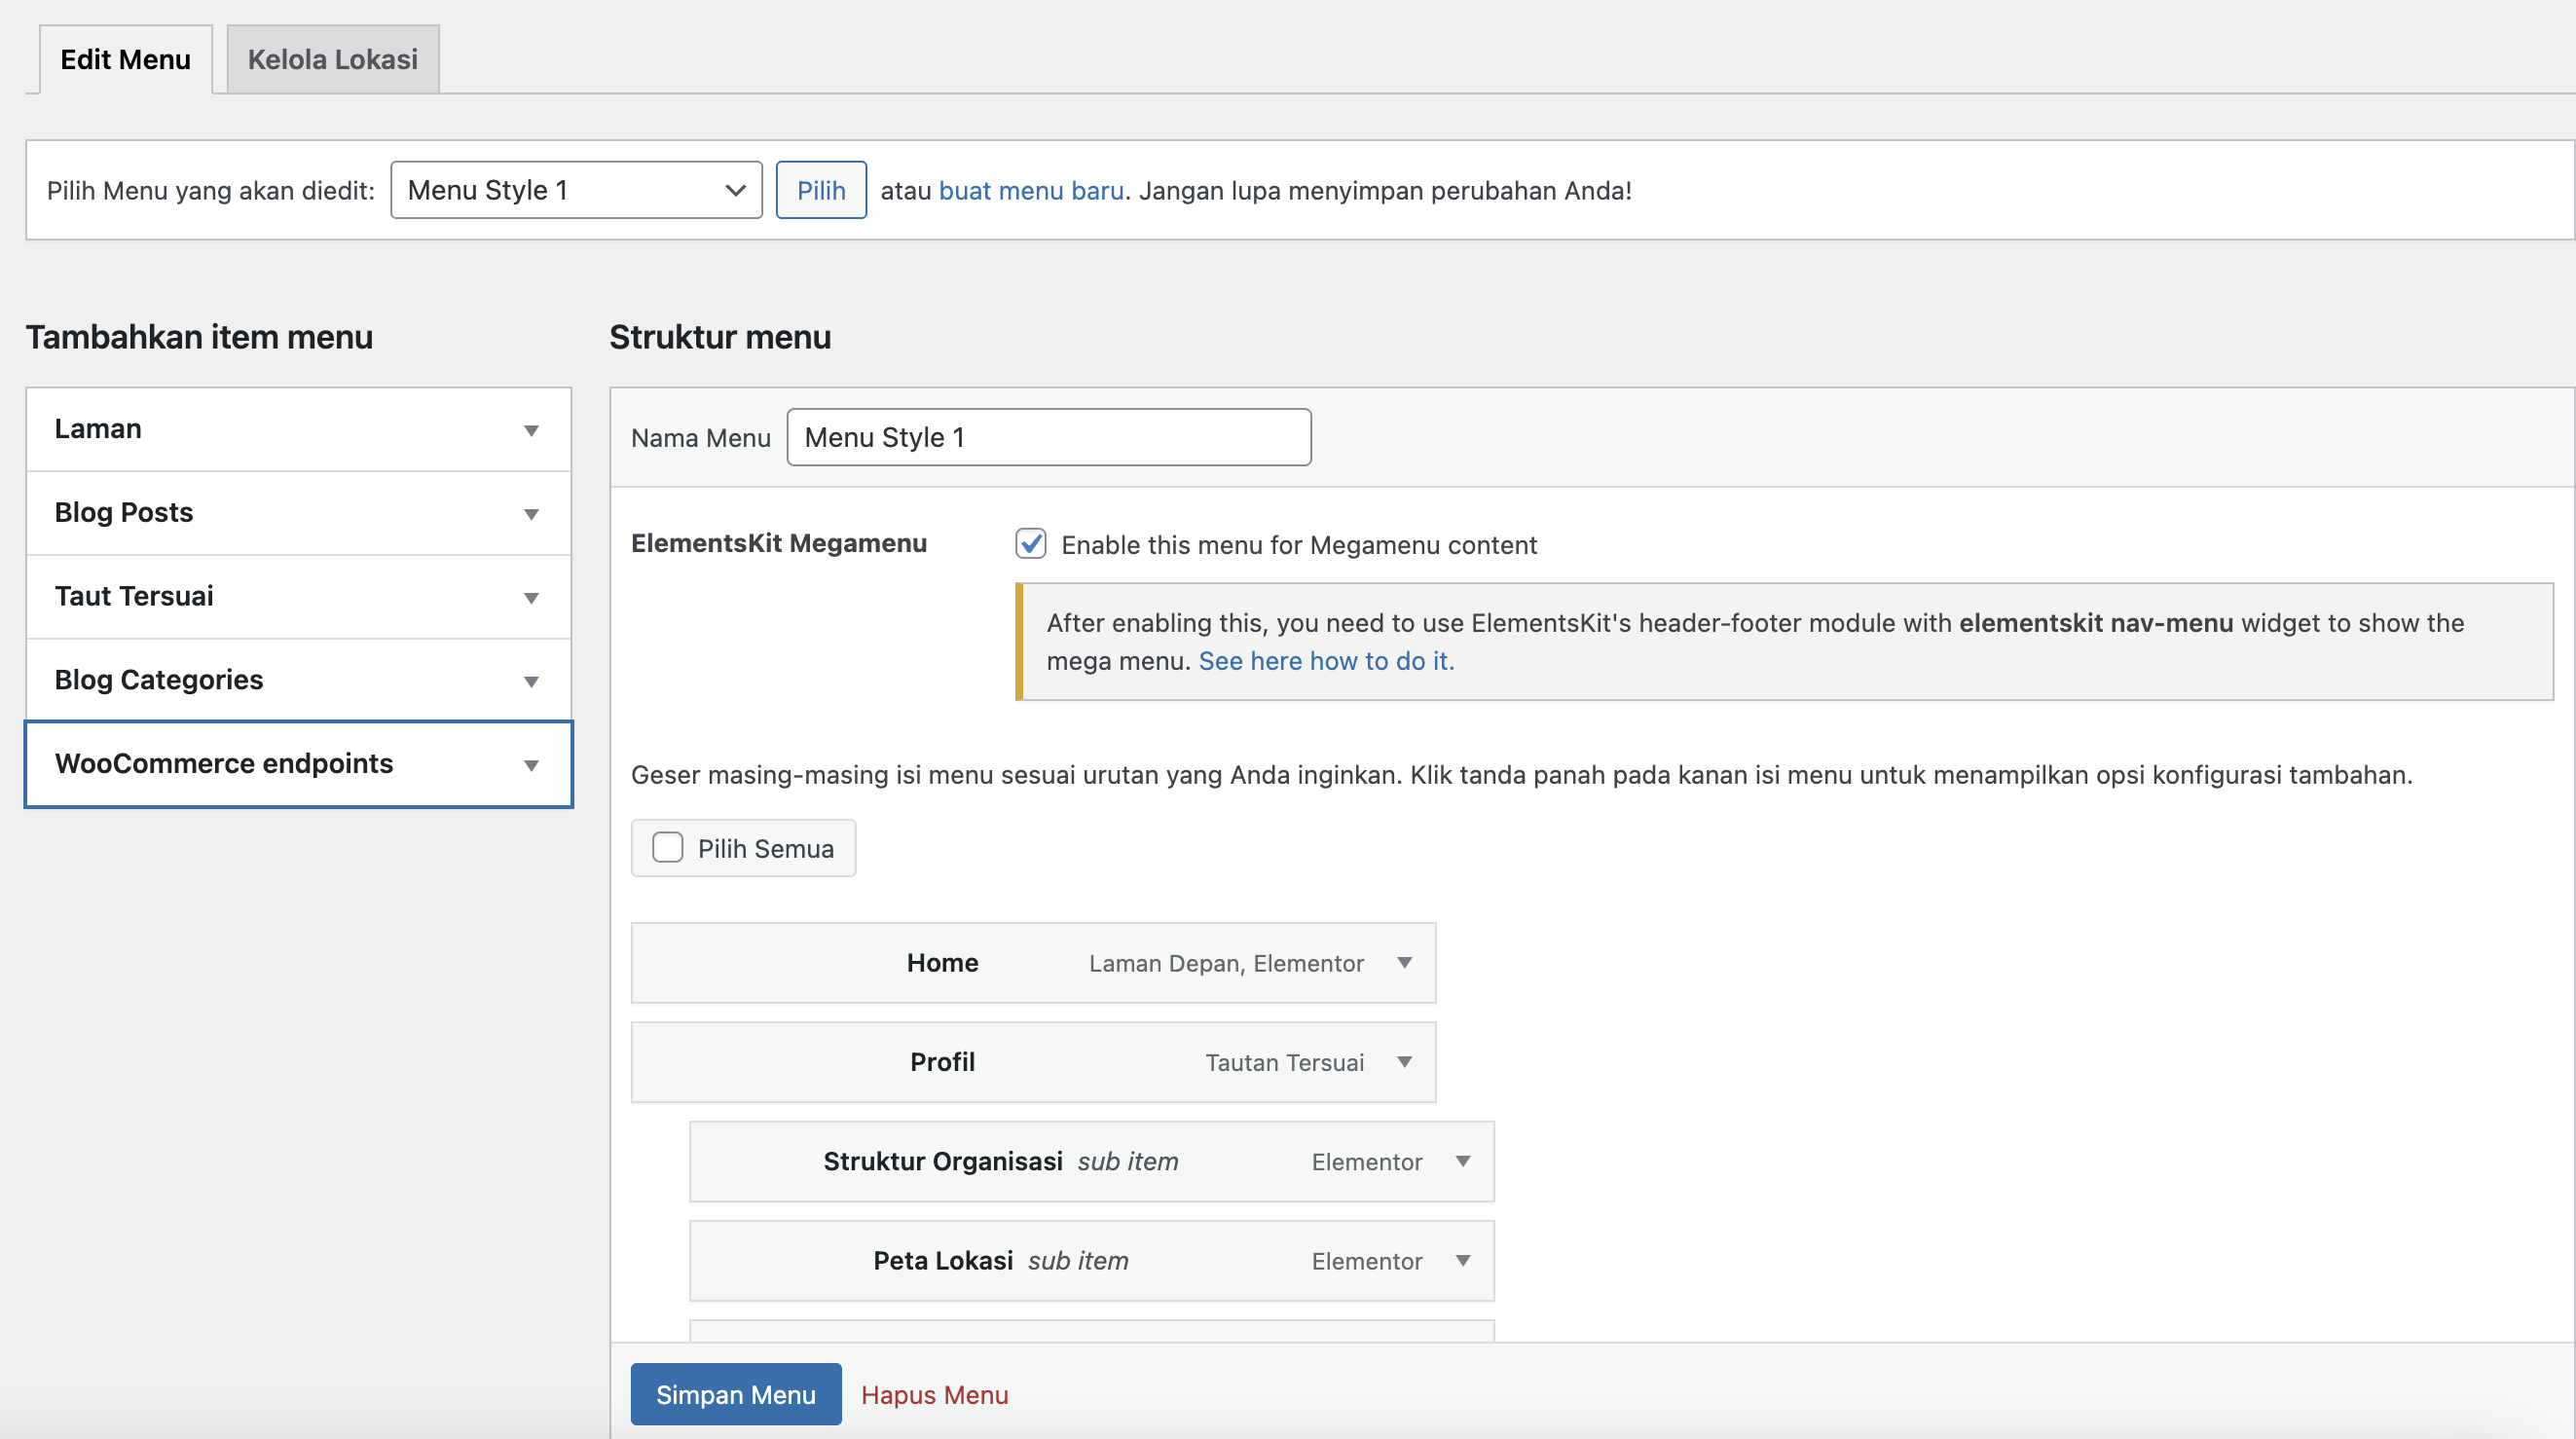 Edit Menu
Kelola Lokasi
Pilih Menu yang akan diedit: Menu Style 1 Pilih atau buat menu baru. Jangan lupa menyimpan perubahan Anda!
Tambahkan item menu
Laman
Blog Posts
Taut Tersuai
Blog Categories
WooCommerce endpoints
Struktur menu
Nama Menu Menu Style 1
ElementsKit Megamenu Enable this menu for Megamenu content
After enabling this, you need to use ElementsKit's header-footer module with elementskit nav-menu widget to show the
mega menu. See here how to do it.
Geser masing-masing isi menu sesuai urutan yang Anda inginkan. Klik tanda panah pada kanan isi menu untuk menampilkan opsi konfigurasi tambahan.
Pilih Semua
Home Laman Depan, Elementor
Profil Tautan Tersuai
Struktur Organisasi sub item Elementor
Peta Lokasi sub item Elementor
Simpan Menu Hapus Menu